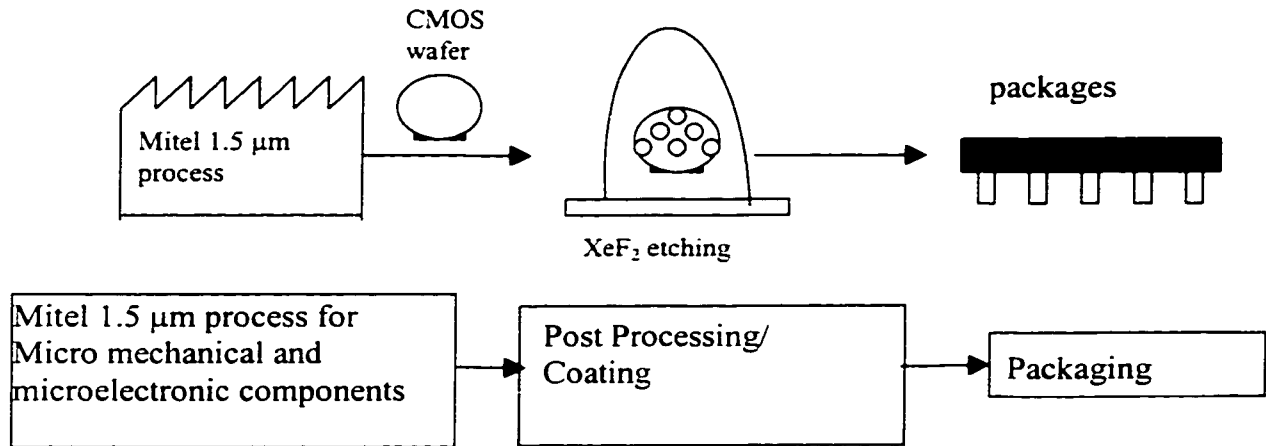 CMOS
wafer
packages
Mitel 1.5 µm
process
XeF₂ etching
Mitel 1.5 µm process for
Micro mechanical and
microelectronic components
Post Processing/
Coating
Packaging